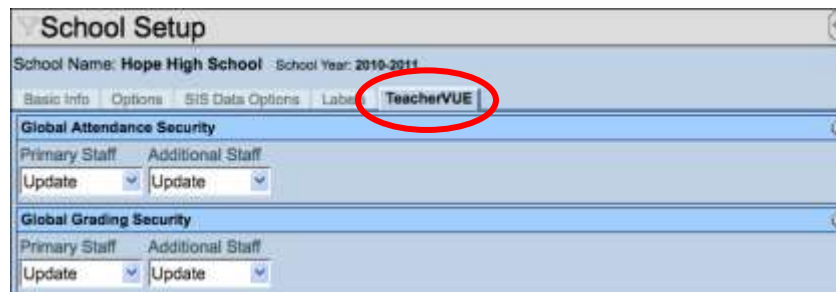 School Setup
School Name: Hope High School School Year: 2010-2011
Basic Info Options SIS Data Options Labels TeacherVUE
Global Attendance Security
Primary Staff Additional Staff
Update Update
Global Grading Security
Primary Staff Additional Staff
Update Update